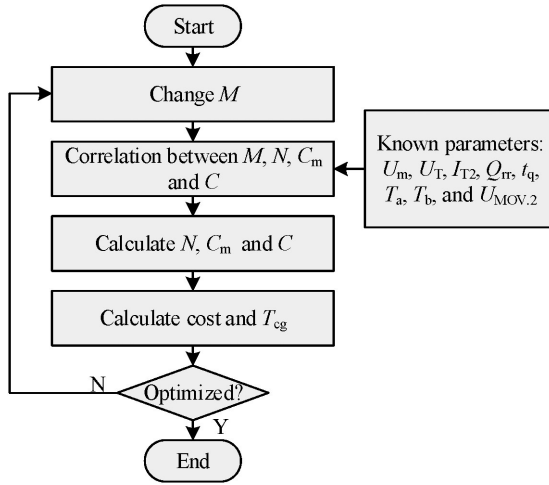 Start
Change M
Correlation between M, N, Cm
and C
Known parameters:
Um, UT, IT2, Qrr, tq,
Ta, Tb, and UMOV.2
Calculate N, Cm and C
Calculate cost and Tcg
Optimized?
N
Y
End